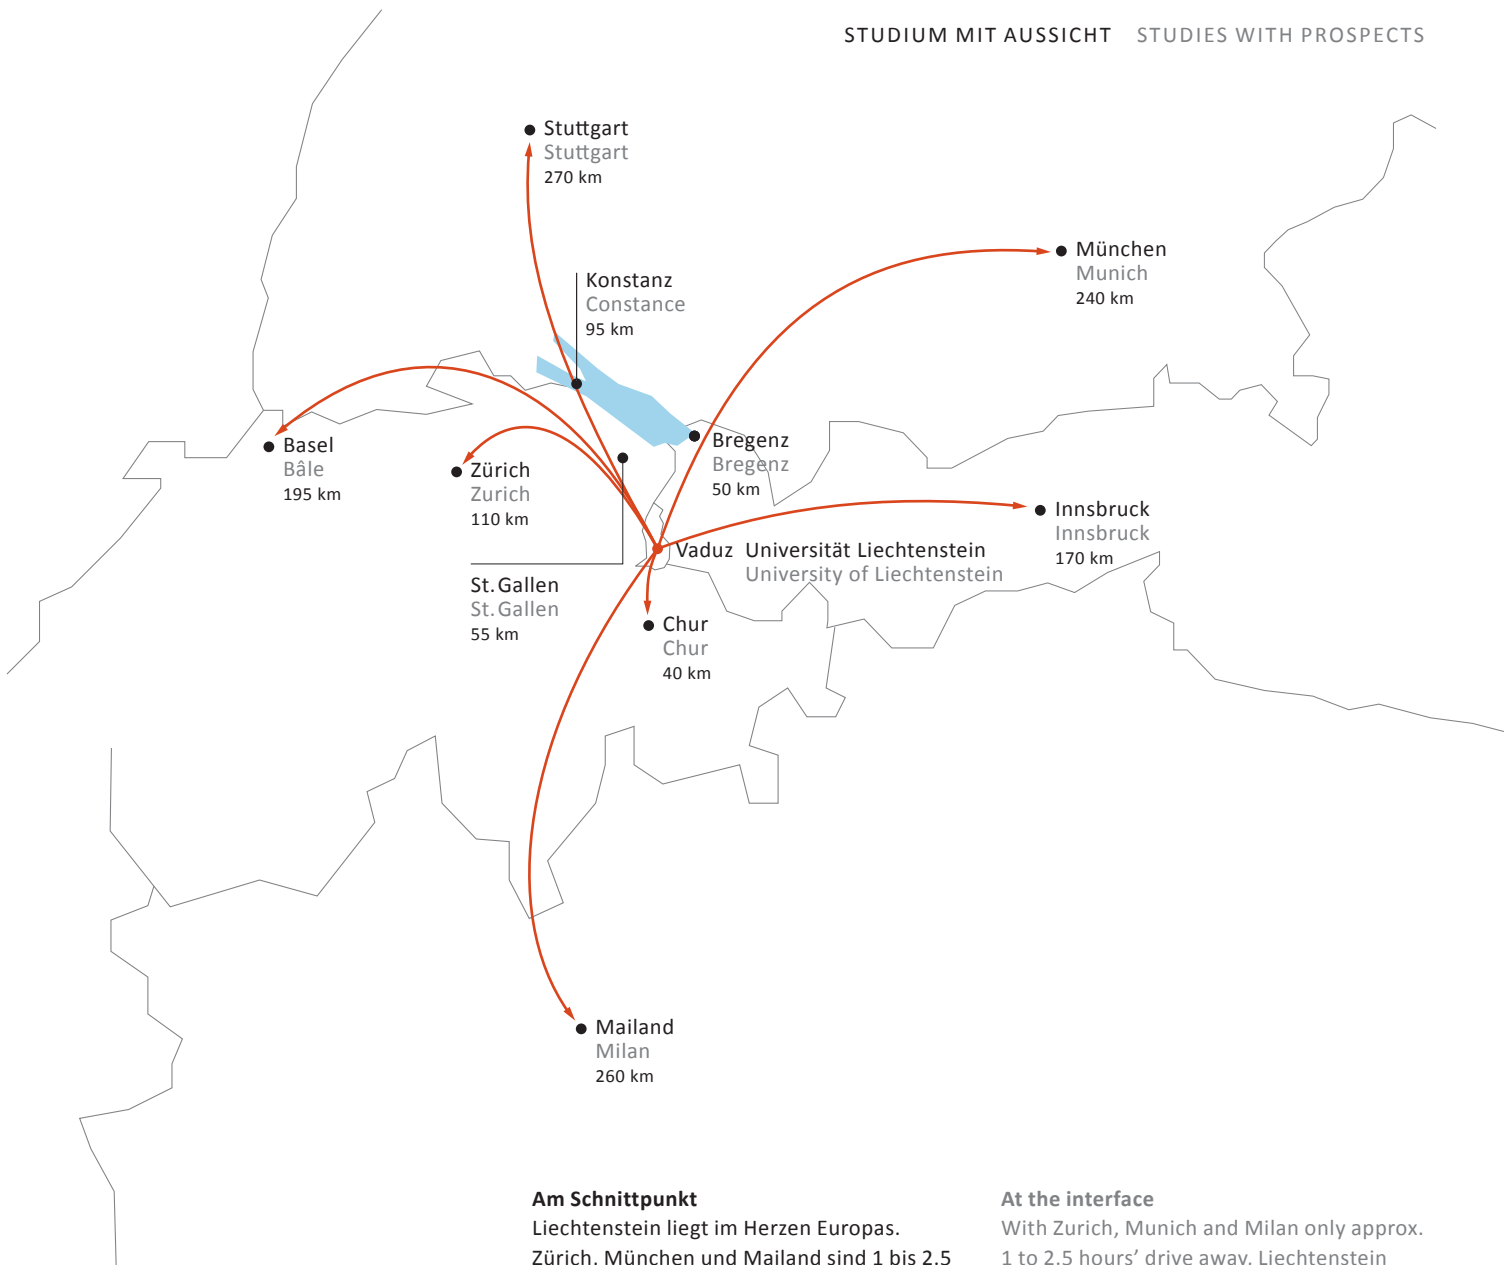 STUDIUM MIT AUSSICHT STUDIES WITH PROSPECTS
Stuttgart
Stuttgart
270 km
München
Munich
240 km
Konstanz
Constance
95 km
Basel
Bâle
195 km
Zürich
Zurich
110 km
Bregenz
Bregenz
50 km
Innsbruck
Innsbruck
170 km
Vaduz Universität Liechtenstein
University of Liechtenstein
St. Gallen
St. Gallen
55 km
Chur
Chur
40 km
Mailand
Milan
260 km
Am Schnittpunkt
Liechtenstein liegt im Herzen Europas.
Zürich, München und Mailand sind 1 bis 2.5
At the interface
With Zurich, Munich and Milan only approx.
1 to 2.5 hours’ drive away, Liechtenstein